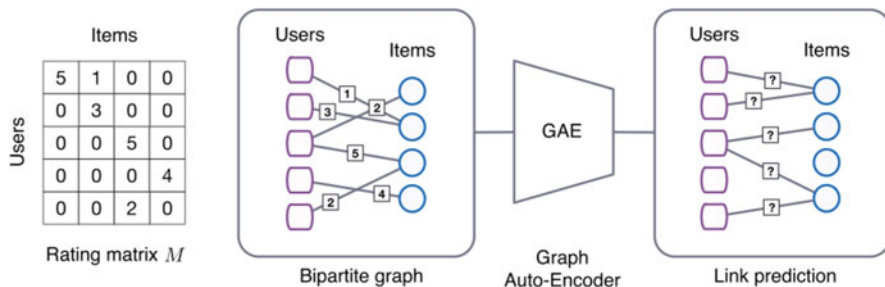 Items
Users
5 1 0 0
0 3 0 0
0 0 5 0
0 0 0 4
0 0 2 0
Rating matrix M
Users
Items
1
2
3
5
4
2
Bipartite graph
GAE
Graph
Auto-Encoder
Users
Items
?
?
?
?
?
Link prediction